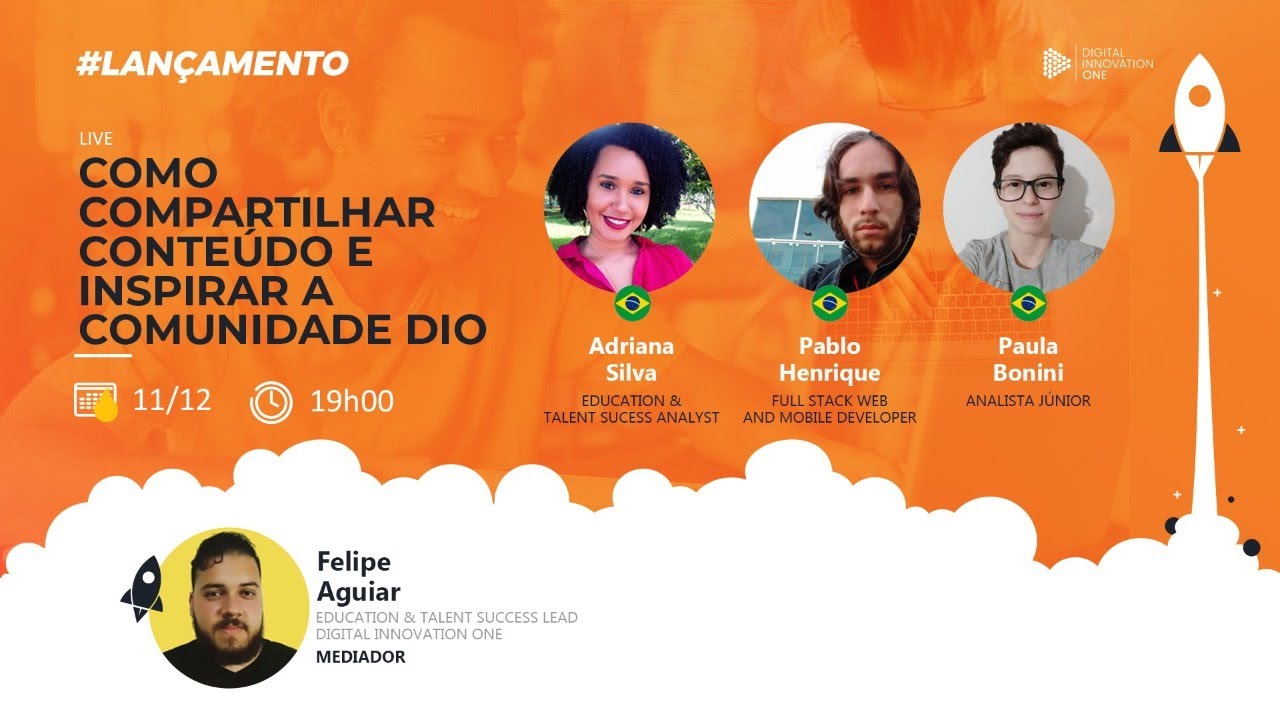 #LANÇAMENTO
DIGITAL
INNOVATION
ONE
LIVE
COMO
COMPARTILHAR
CONTEÚDO E
INSPIRAR A
COMUNIDADE DIO
11/12
19h00
Adriana
Silva
EDUCATION &
TALENT SUCESS ANALYST
Pablo
Henrique
FULL STACK WEB
AND MOBILE DEVELOPER
Paula
Bonini
ANALISTA JÚNIOR
Felipe
Aguiar
EDUCATION & TALENT SUCCESS LEAD
DIGITAL INNOVATION ONE
MEDIADOR